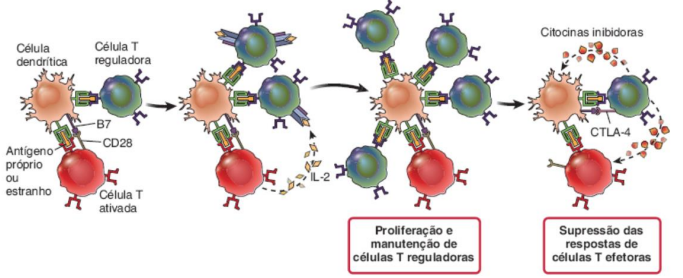 Célula
dendrítica
Célula T
reguladora
B7
CD28
Antígeno
próprio
ou
estranho
Célula T
ativada
IL-2
Citocinas inibidoras
CTLA-4
Proliferação e
manutenção de
células T reguladoras
Supressão das
respostas de
células T efetoras